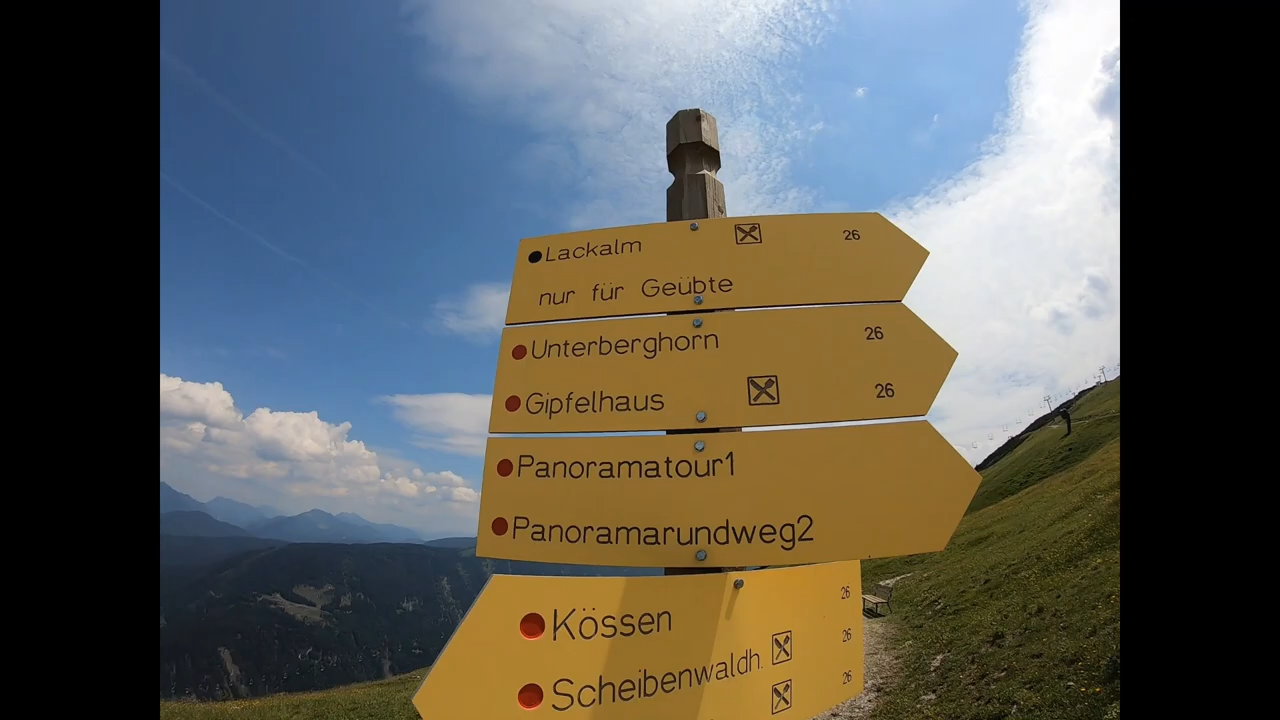 Lackalm 26
nur für Geübte
Unterberghorn 26
Gipfelhaus 26
Panoramatour1
Panoramarundweg2
Kössen 26
Scheibenwaldh. 26
26